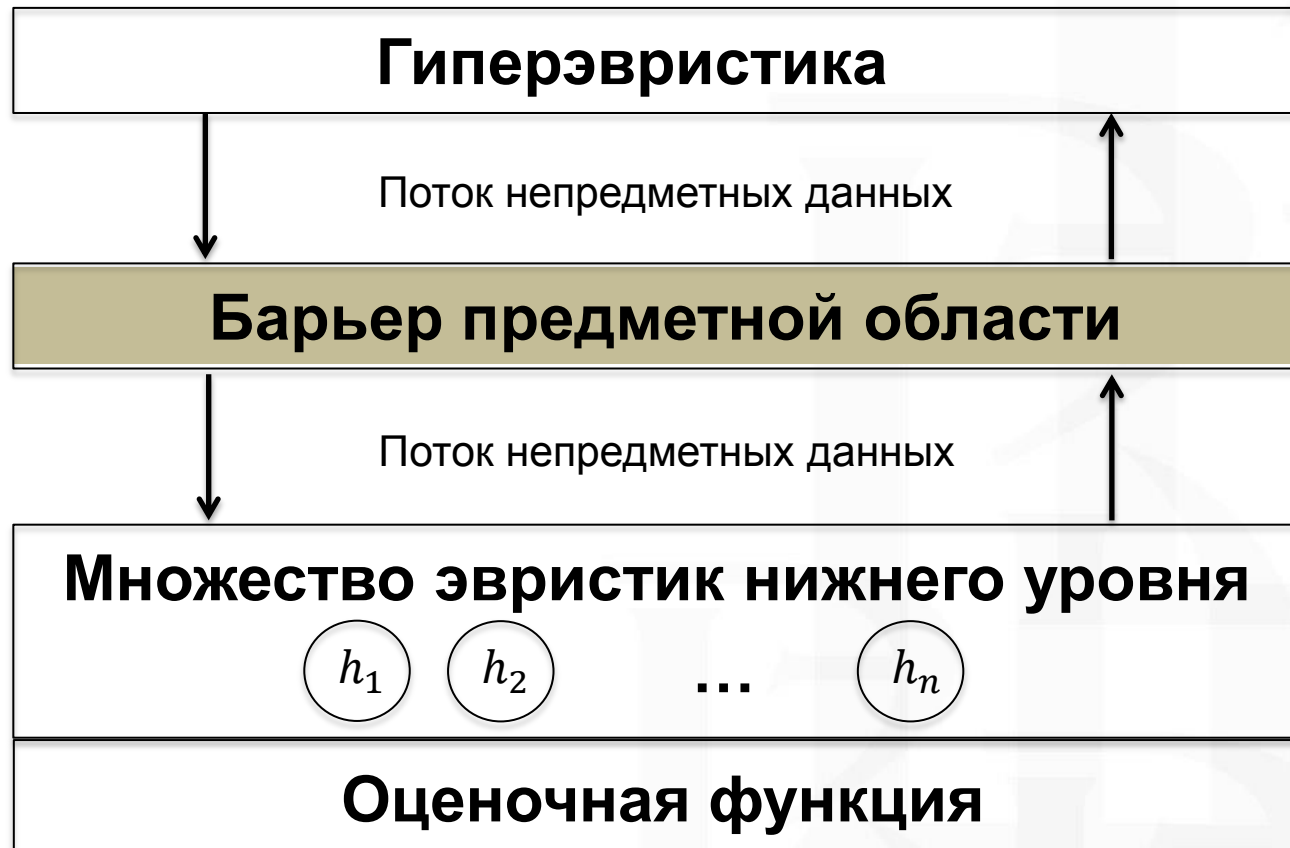 Гиперэвристика
Поток непредметных данных
Барьер предметной области
Поток непредметных данных
Множество эвристик нижнего уровня
h₁ h₂ … hₙ
Оценочная функция